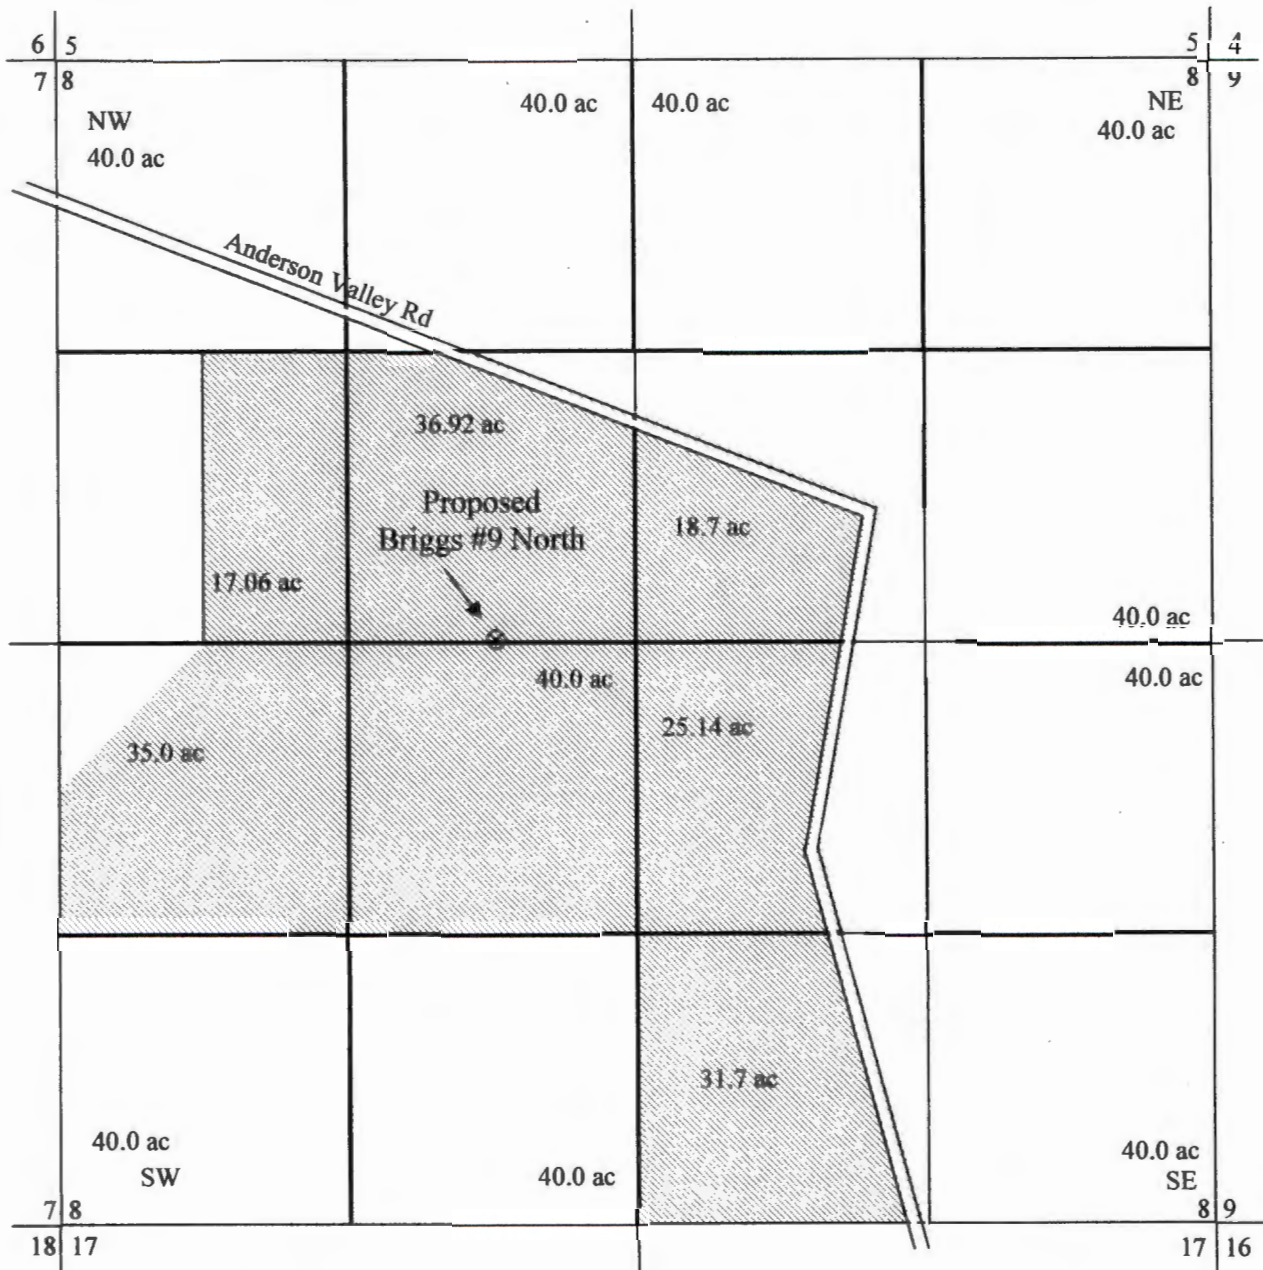 6 5
5 4
7 8
8 9
NW
40.0 ac
40.0 ac
40.0 ac
NE
40.0 ac
Anderson Valley Rd
36.92 ac
Proposed
Briggs #9 North
18.7 ac
17.06 ac
40.0 ac
40.0 ac
40.0 ac
25.14 ac
35.0 ac
31.7 ac
40.0 ac
SW
40.0 ac
40.0 ac
SE
7 8
8 9
18 17
17 16